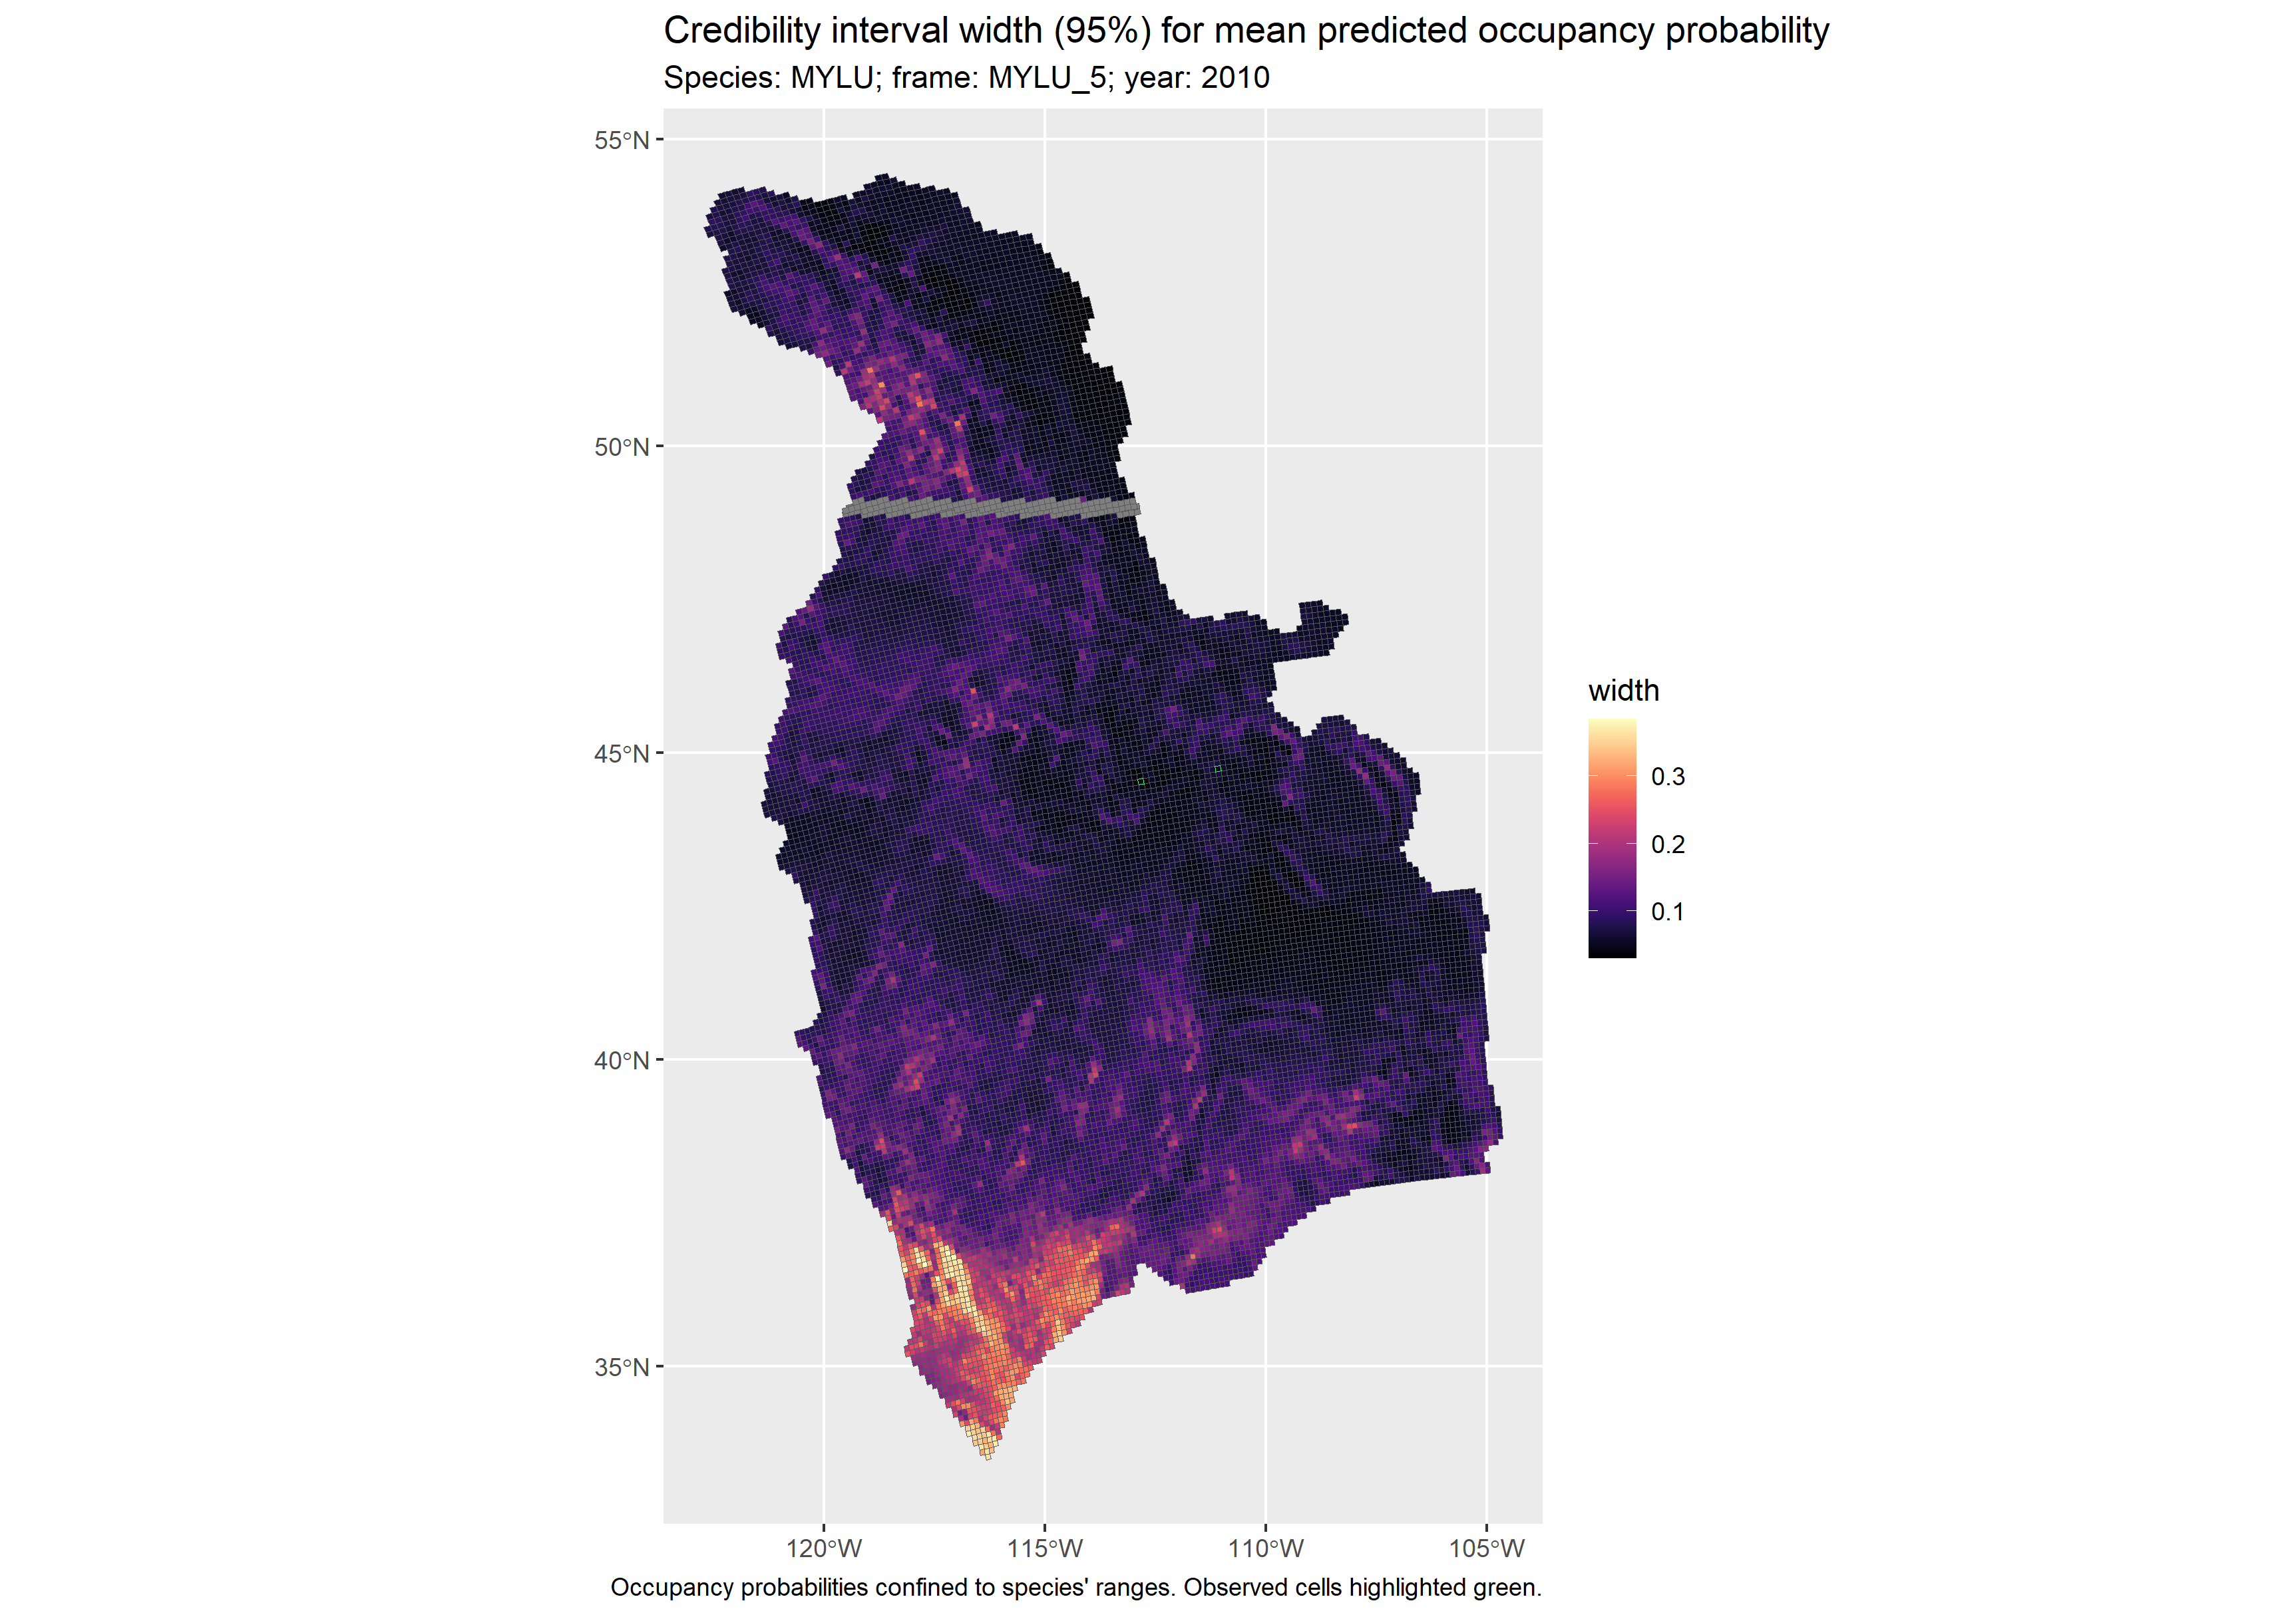 Credibility interval width (95%) for mean predicted occupancy probability
Species: MYLU; frame: MYLU_5; year: 2010
55°N
50°N
45°N
40°N
35°N
120°W
115°W
110°W
105°W
width
0.3
0.2
0.1
Occupancy probabilities confined to species' ranges. Observed cells highlighted green.